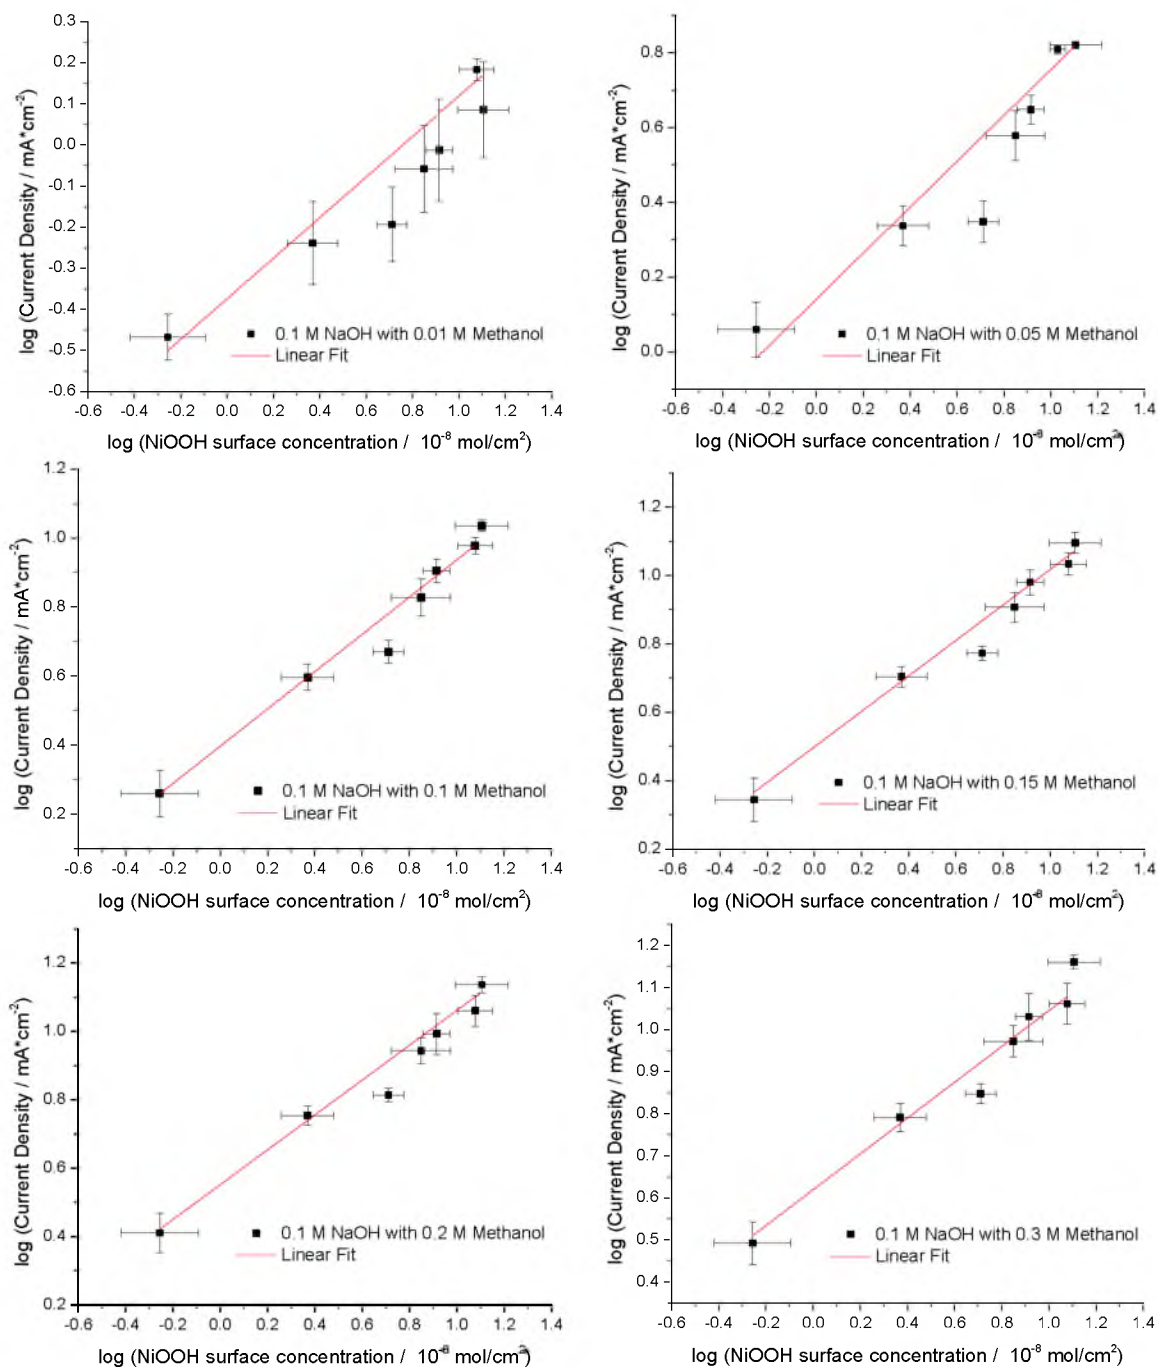 0.3
0.2
0.1
0.0
-0.1
-0.2
-0.3
-0.4
-0.5
-0.6
log (Current Density / mA*cm⁻²)
0.1 M NaOH with 0.01 M Methanol
Linear Fit
-0.6 -0.4 -0.2 0.0 0.2 0.4 0.6 0.8 1.0 1.2 1.4
log (NiOOH surface concentration / 10⁻⁸ mol/cm²)
0.8
0.6
0.4
0.2
0.0
log (Current Density / mA*cm⁻²)
0.1 M NaOH with 0.05 M Methanol
Linear Fit
-0.6 -0.4 -0.2 0.0 0.2 0.4 0.6 0.8 1.0 1.2 1.4
log (NiOOH surface concentration / 10⁻⁸ mol/cm²)
1.2
1.0
0.8
0.6
0.4
0.2
log (Current Density / mA*cm⁻²)
0.1 M NaOH with 0.1 M Methanol
Linear Fit
-0.6 -0.4 -0.2 0.0 0.2 0.4 0.6 0.8 1.0 1.2 1.4
log (NiOOH surface concentration / 10⁻⁸ mol/cm²)
1.2
1.0
0.8
0.6
0.4
0.2
log (Current Density / mA*cm⁻²)
0.1 M NaOH with 0.15 M Methanol
Linear Fit
-0.6 -0.4 -0.2 0.0 0.2 0.4 0.6 0.8 1.0 1.2 1.4
log (NiOOH surface concentration / 10⁻⁸ mol/cm²)
1.2
1.0
0.8
0.6
0.4
0.2
log (Current Density / mA*cm⁻²)
0.1 M NaOH with 0.2 M Methanol
Linear Fit
-0.6 -0.4 -0.2 0.0 0.2 0.4 0.6 0.8 1.0 1.2 1.4
log (NiOOH surface concentration / 10⁻⁸ mol/cm²)
1.2
1.1
1.0
0.9
0.8
0.7
0.6
0.5
0.4
log (Current Density / mA*cm⁻²)
0.1 M NaOH with 0.3 M Methanol
Linear Fit
-0.6 -0.4 -0.2 0.0 0.2 0.4 0.6 0.8 1.0 1.2 1.4
log (NiOOH surface concentration / 10⁻⁸ mol/cm²)